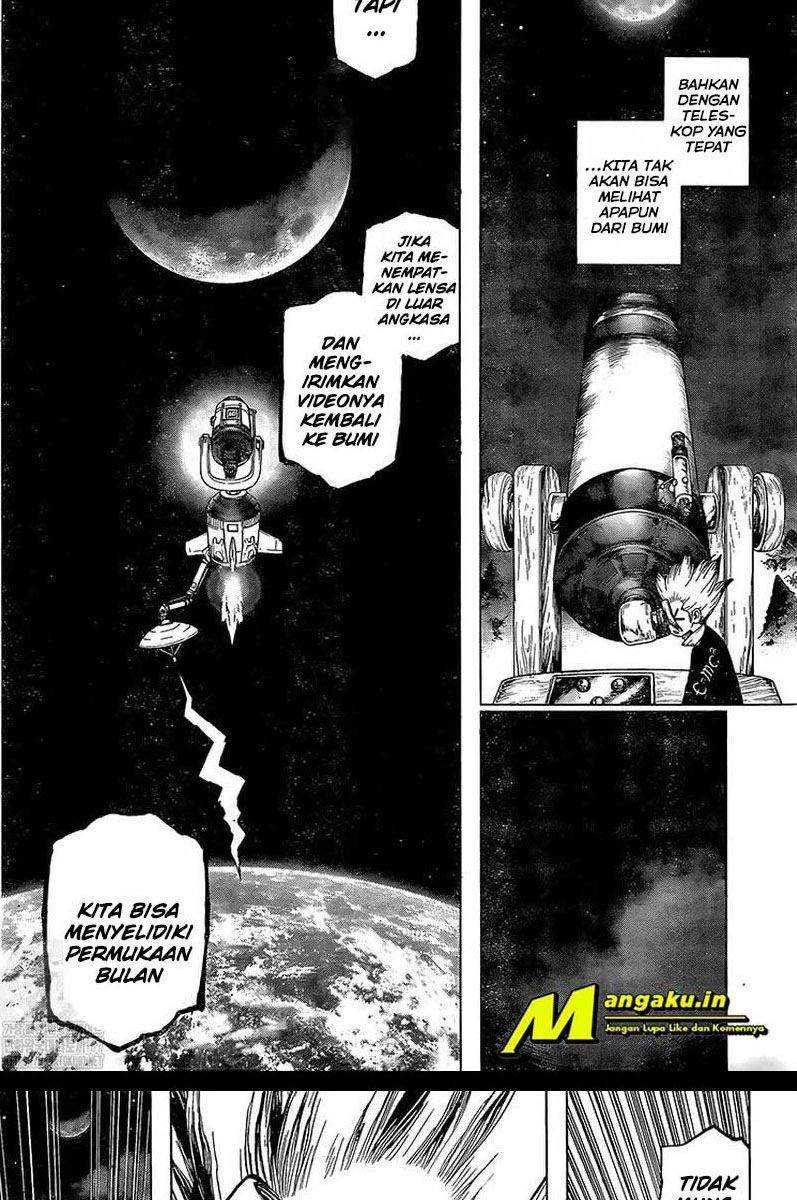 BAHKAN
DENGAN
TELES-
KOP YANG
TEPAT
...KITA TAK
AKAN BISA
MELIHAT
APAPUN
DARI BUMI
E=mc²
TAPI
...
JIKA
KITA ME-
NEMPAT-
KAN LENSA
DI LUAR
ANGKASA
...
DAN
MENG-
IRIMKAN
VIDEONYA
KEMBALI
KE BUMI
KITA BISA
MENYELIDIKI
PERMUKAAN
BULAN
Mangaku.in
Jangan Lupa Like dan Komennya
TIDAK